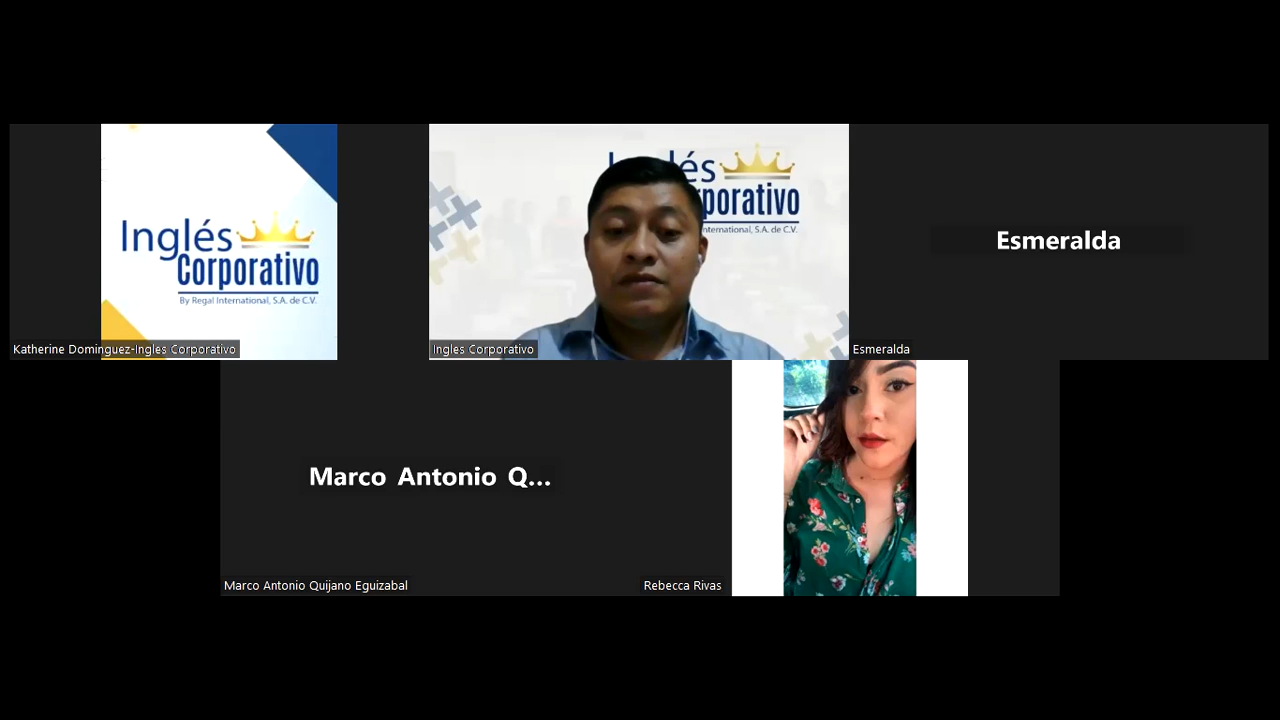 Inglés
Corporativo
By Regal International, S.A. de C.V.
Katherine Dominguez-Ingles Corporativo
Inglés
Corporativo
International, S.A. de C.V.
Ingles Corporativo
Esmeralda
Esmeralda
Marco Antonio Q...
Marco Antonio Quijano Eguizabal
Rebecca Rivas